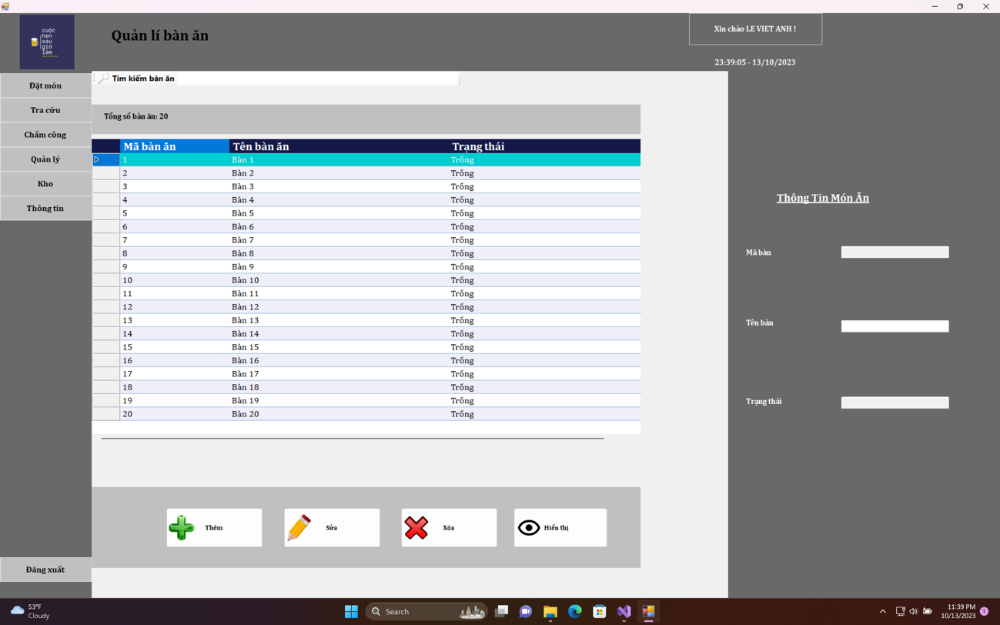 cuộc
hẹn
sau
giờ
làm
Quản lí bàn ăn
Xin chào LE VIET ANH !
23:39:05 - 13/10/2023
Đặt món
Tra cứu
Chấm công
Quản lý
Kho
Thông tin
Đăng xuất
Tìm kiếm bàn ăn
Tổng số bàn ăn: 20
Mã bàn ăn Tên bàn ăn Trạng thái
1 Bàn 1 Trống
2 Bàn 2 Trống
3 Bàn 3 Trống
4 Bàn 4 Trống
5 Bàn 5 Trống
6 Bàn 6 Trống
7 Bàn 7 Trống
8 Bàn 8 Trống
9 Bàn 9 Trống
10 Bàn 10 Trống
11 Bàn 11 Trống
12 Bàn 12 Trống
13 Bàn 13 Trống
14 Bàn 14 Trống
15 Bàn 15 Trống
16 Bàn 16 Trống
17 Bàn 17 Trống
18 Bàn 18 Trống
19 Bàn 19 Trống
20 Bàn 20 Trống
Thêm
Sửa
Xóa
Hiển thị
Thông Tin Món Ăn
Mã bàn
Tên bàn
Trạng thái
53°F
Cloudy
Search
11:39 PM
10/13/2023
1